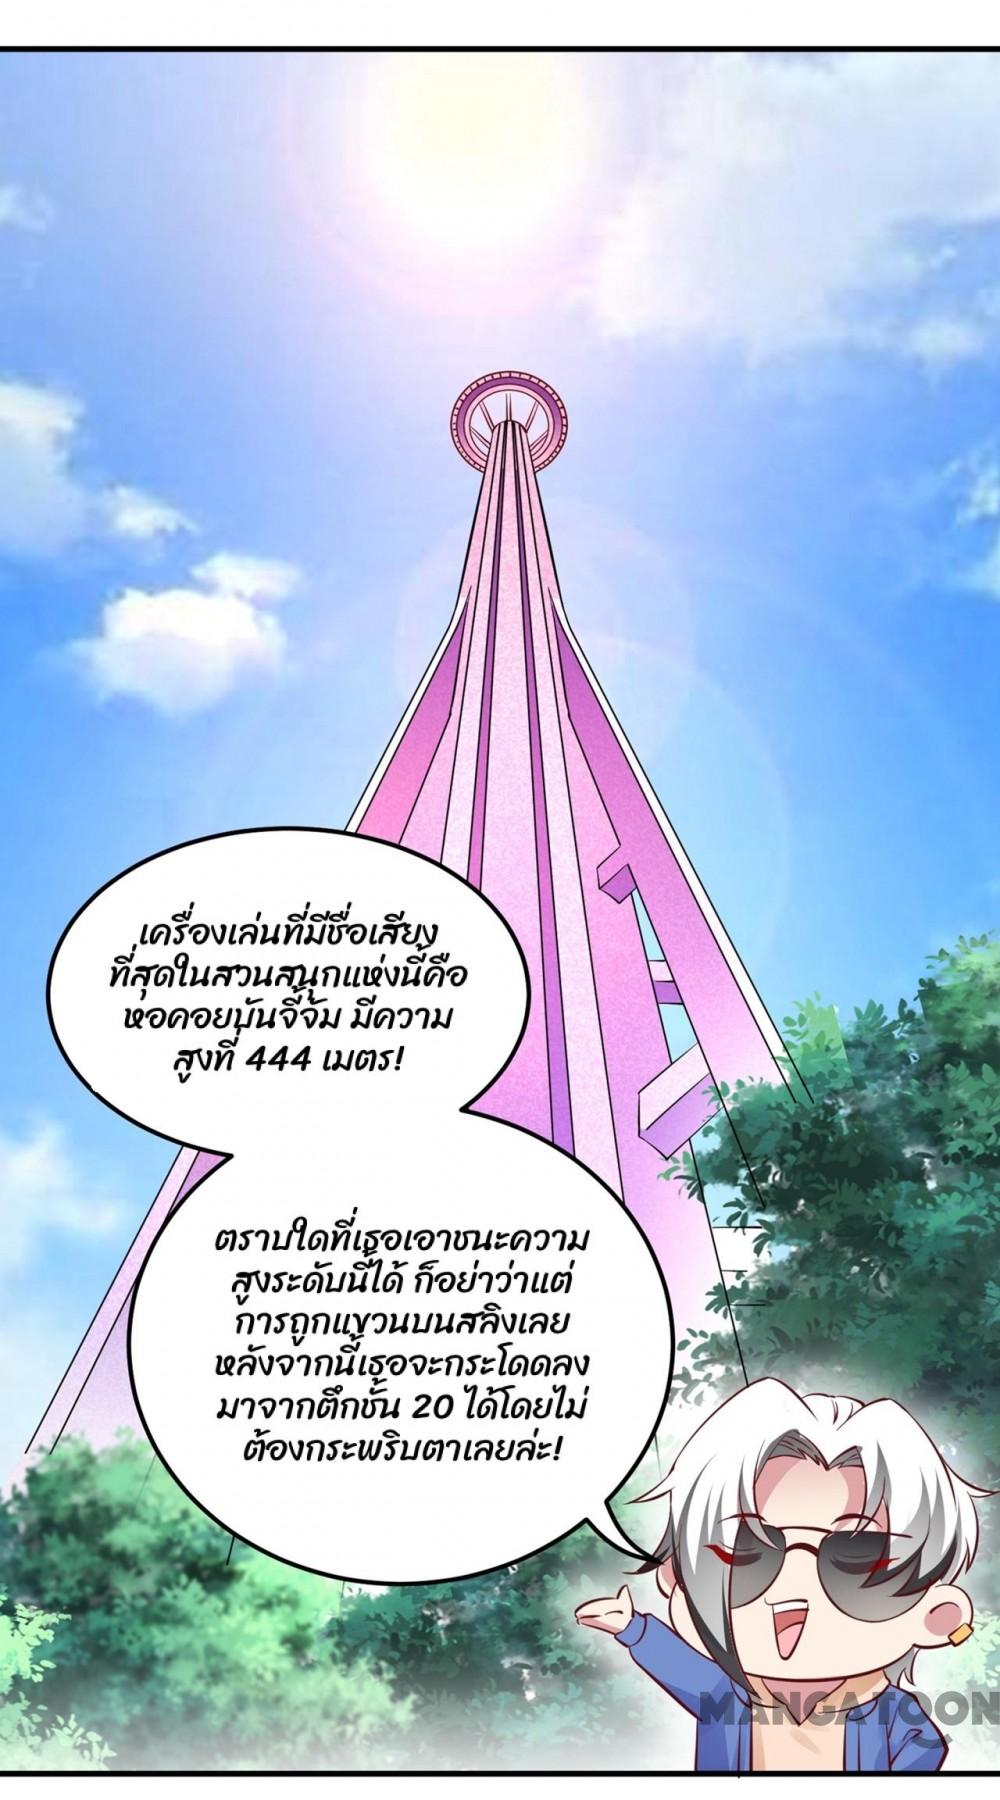 เครื่องเล่นที่มีชื่อเสียง
ที่สุดในสวนสนุกแห่งนี้คือ
หอคอยบันจี้จัม มีความ
สูงที่ 444 เมตร!
ตราบใดที่เธอเอาชนะความ
สูงระดับนี้ได้ ก็อย่าว่าแต่
การถูกแขวนบนสลิงเลย
หลังจากนี้เธอจะกระโดดลง
มาจากตึกชั้น 20 ได้โดยไม่
ต้องกระพริบตาเลยล่ะ!
MANGATOON